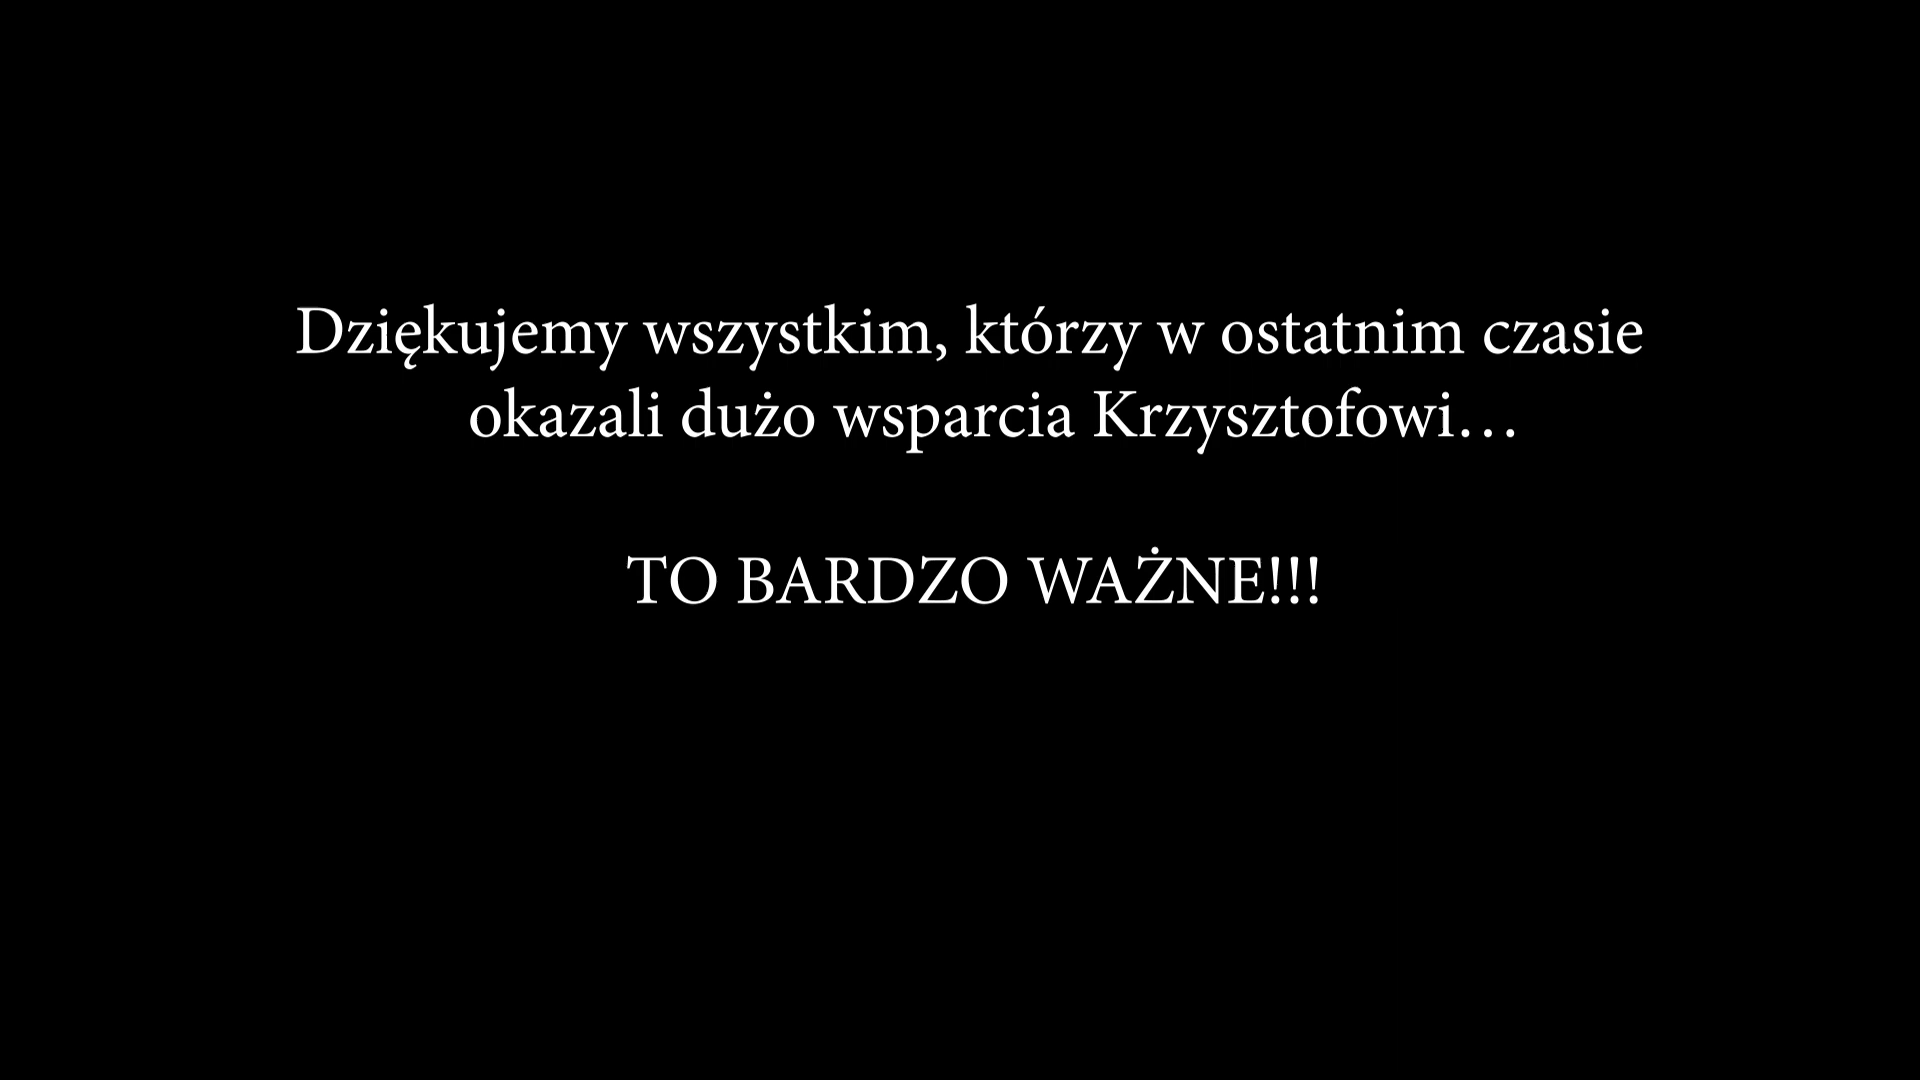 Dziękujemy wszystkim, którzy w ostatnim czasie
okazali dużo wsparcia Krzysztofowi…
TO BARDZO WAŻNE!!!